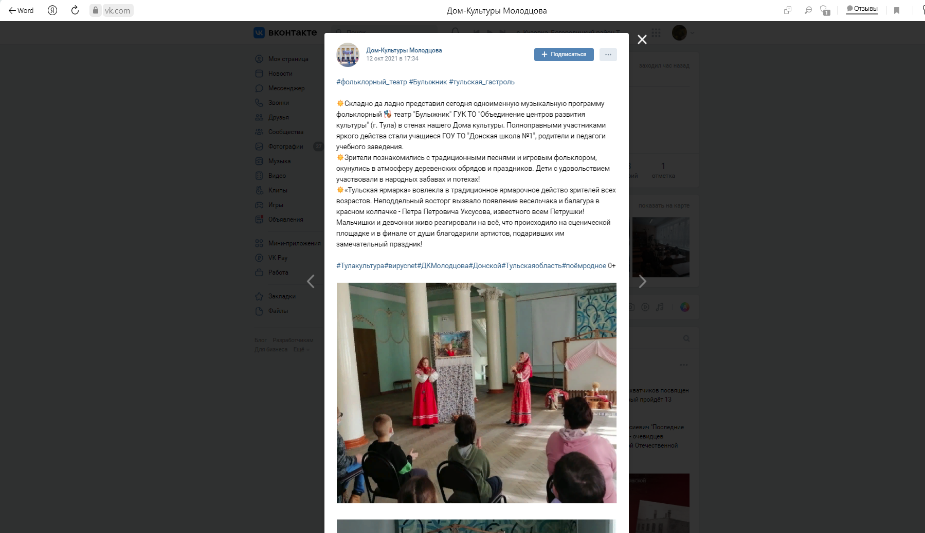 Word
vk.com
Дом-Культуры Молодцова
Отзывы
вконтакте
Моя страница
Новости
Мессенджер
Звонки
Друзья
Сообщества
Фотографии
Музыка
Видео
Клипы
Игры
Объявления
Мини-приложения
VK Pay
Работа
Закладки
Файлы
Дом-Культуры Молодцова
12 окт 2021 в 17:34
Подписаться
#фольклорный_театр #Булыжник #тульская_гастроль
Складно да ладно представил сегодня одноименную музыкальную программу
фольклорный театр "Булыжник" ГУК ТО "Объединение центров развития
культуры" (г. Тула) в стенах нашего Дома культуры. Полноправными участниками
яркого действа стали учащиеся ГОУ ТО "Донская школа №1", родители и педагоги
учебного заведения.
Зрители познакомились с традиционными песнями и игровым фольклором,
окунулись в атмосферу деревенских обрядов и праздников. Дети с удовольствием
участвовали в народных забавах и потехах!
«Тульская ярмарка» вовлекла в традиционное ярмарочное действо зрителей всех
возрастов. Неподдельный восторг вызвало появление весельчака и балагура в
красном колпачке - Петра Петровича Уксусова, известного всем Петрушки!
Мальчишки и девчонки живо реагировали на всё, что происходило на сценической
площадке и в финале от души благодарили артистов, подаривших им
замечательный праздник!
#Тулакультура#вируснет#ДКМолодцова#Донской#Тульскаяобласть#поёмродное 0+